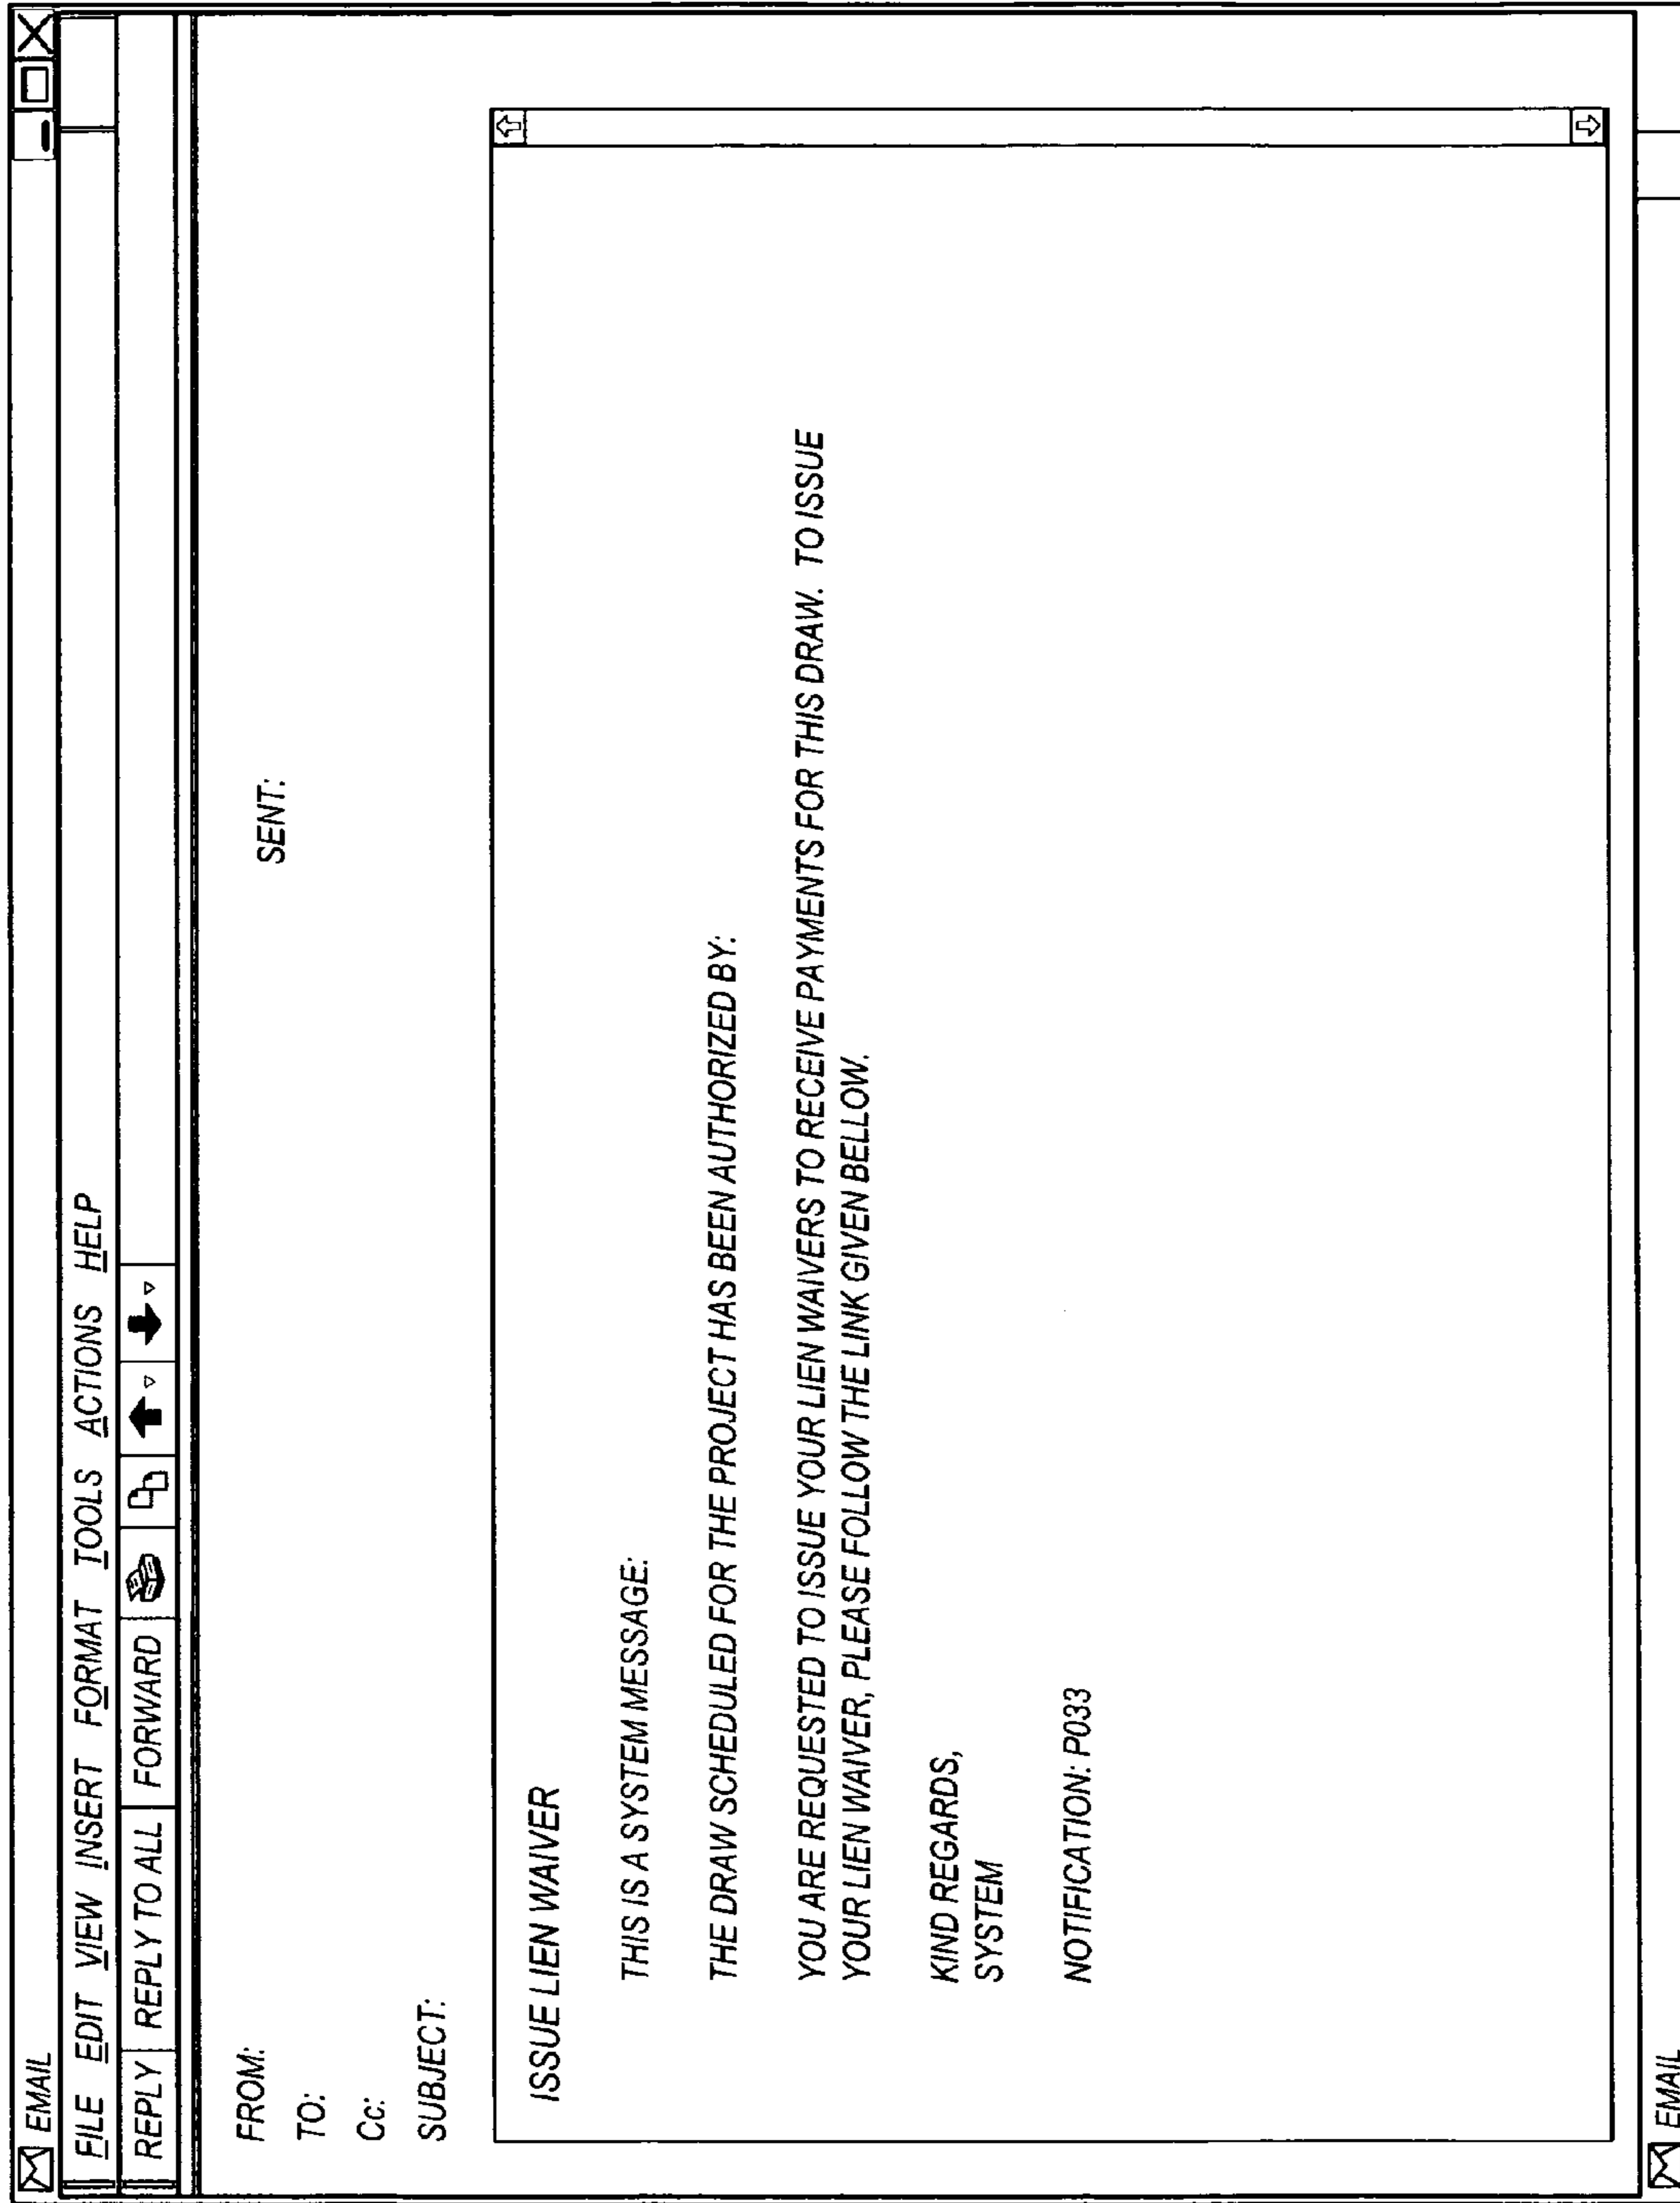 EMAIL
FILE EDIT VIEW INSERT FORMAT TOOLS ACTIONS HELP
REPLY REPLY TO ALL FORWARD
FROM: SENT:
TO:
Cc:
SUBJECT:
ISSUE LIEN WAIVER
THIS IS A SYSTEM MESSAGE:
THE DRAW SCHEDULED FOR THE PROJECT HAS BEEN AUTHORIZED BY:
YOU ARE REQUESTED TO ISSUE YOUR LIEN WAIVERS TO RECEIVE PAYMENTS FOR THIS DRAW. TO ISSUE
YOUR LIEN WAIVER, PLEASE FOLLOW THE LINK GIVEN BELLOW.
KIND REGARDS,
SYSTEM
NOTIFICATION: P033
EMAIL